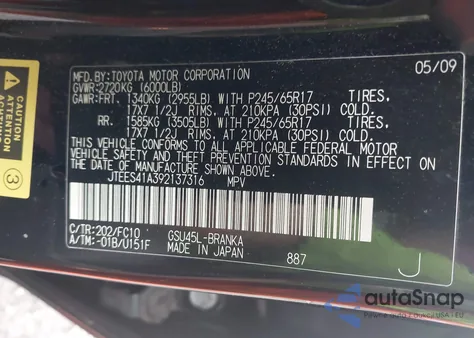 MFD.BY:TOYOTA MOTOR CORPORATION 05/09
GVWR:2720KG (6000LB)
GAWR:FRT. 1340KG (2955LB) WITH P245/65R17 TIRES,
17X7 1/2J RIMS, AT 210KPA (30PSI) COLD.
RR. 1585KG (3505LB) WITH P245/65R17 TIRES,
17X7 1/2J RIMS, AT 210KPA (30PSI) COLD.
THIS VEHICLE CONFORMS TO ALL APPLICABLE FEDERAL MOTOR
VEHICLE SAFETY AND THEFT PREVENTION STANDARDS IN EFFECT ON
THE DATE OF MANUFACTURE SHOWN ABOVE.
JTEES41A392137316 MPV
3
C/TR:202/FC10 GSU45L-BRANKA
A/TM:-01B/U151F MADE IN JAPAN 887 J
autoSnap